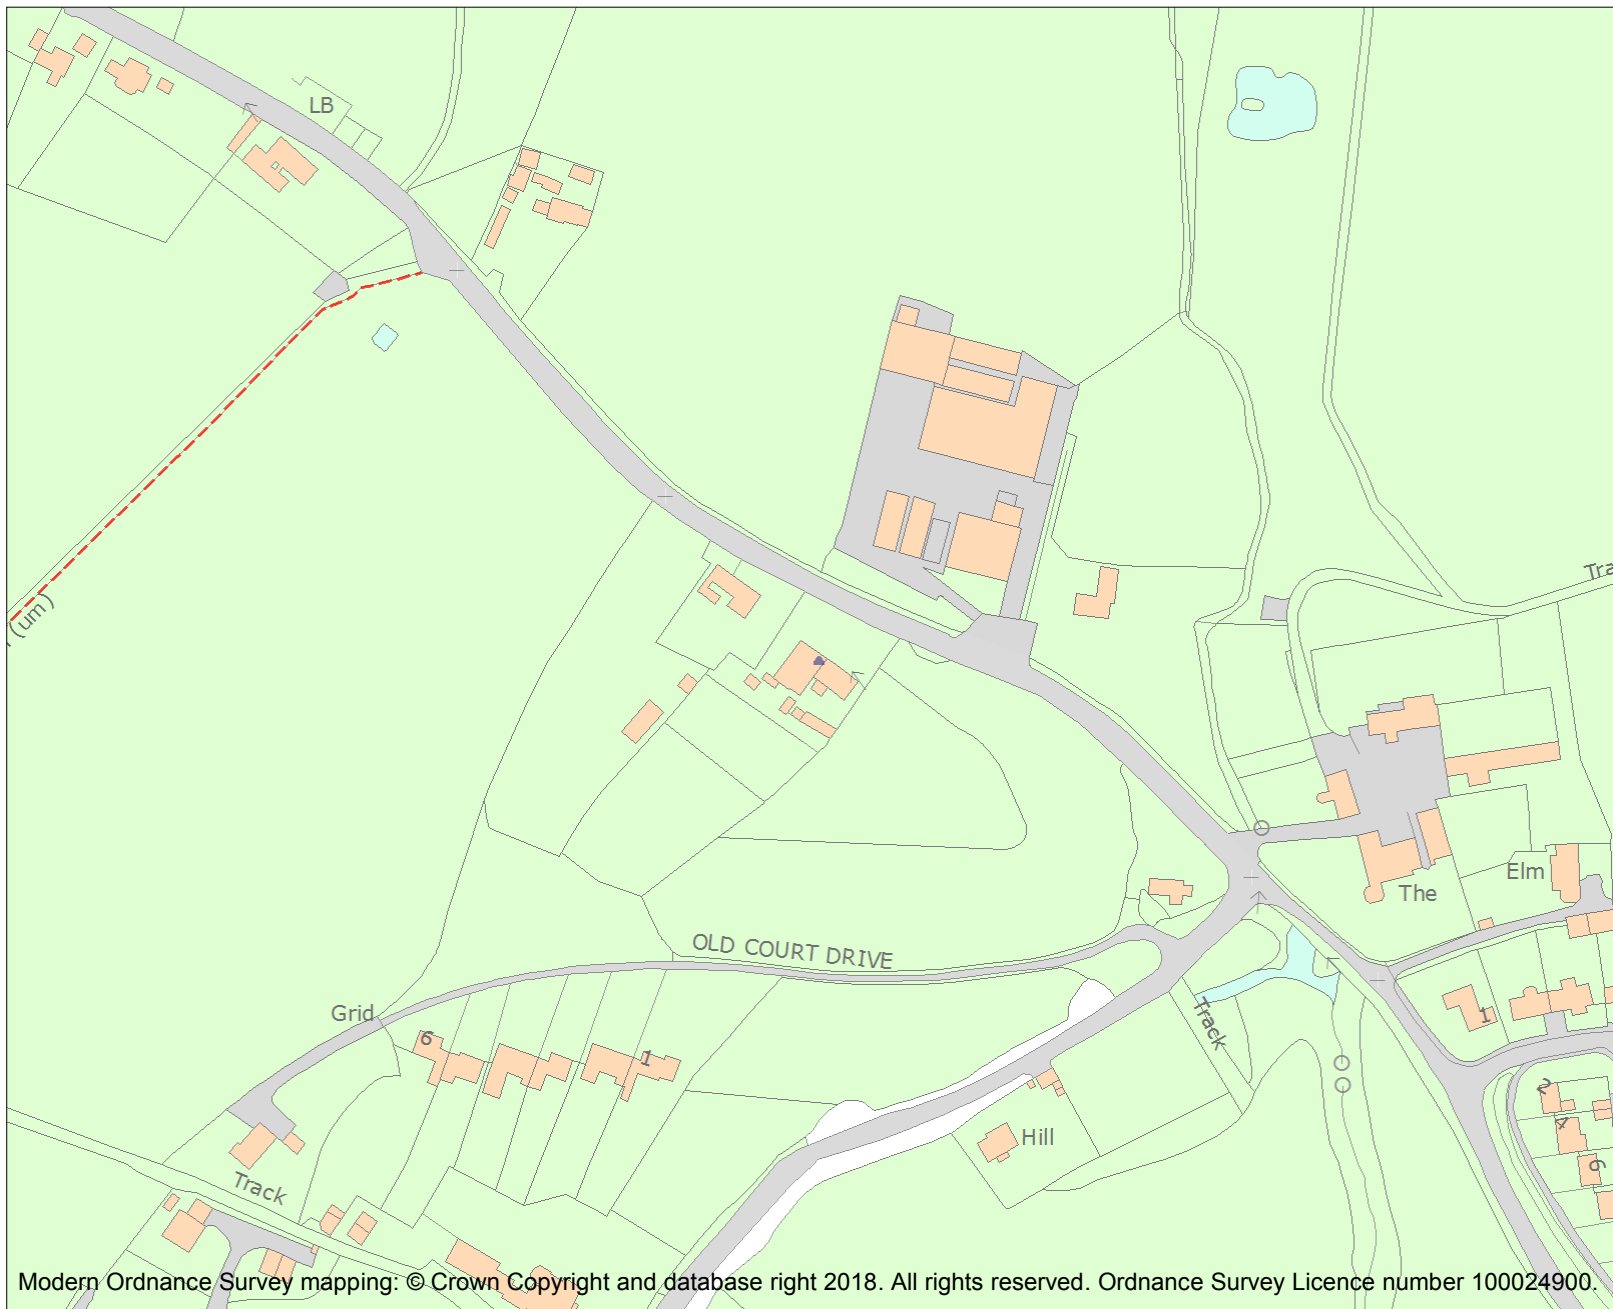 LB
Tra
(um)
Elm
The
OLD COURT DRIVE
Grid
6
1
1
Track
2
4
6
Hill
Track
Modern Ordnance Survey mapping: © Crown Copyright and database right 2018. All rights reserved. Ordnance Survey Licence number 100024900.